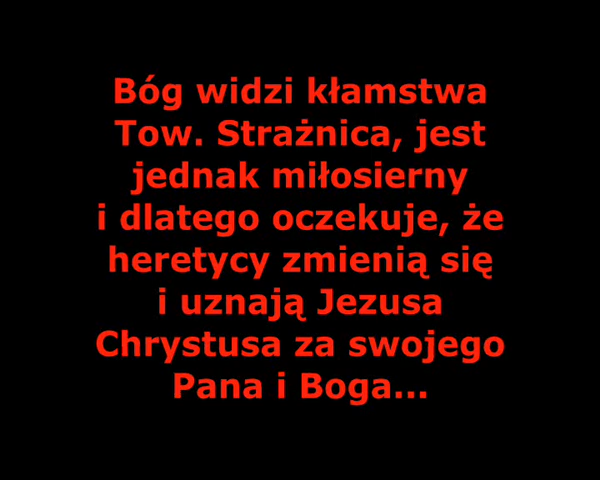 Bóg widzi kłamstwa
Tow. Strażnica, jest
jednak miłosierny
i dlatego oczekuje, że
heretycy zmienią się
i uznają Jezusa
Chrystusa za swojego
Pana i Boga...